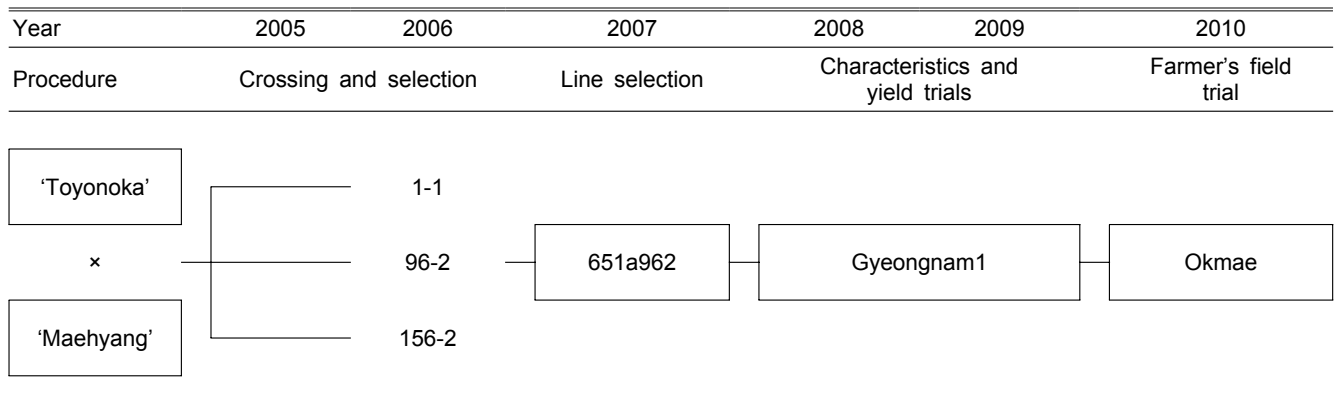 Year 2005 2006 2007 2008 2009 2010
Procedure Crossing and selection Line selection Characteristics and yield trials Farmer's field trial
‘Toyonoka’ 1-1
× 96-2 651a962 Gyeongnam1 Okmae
‘Maehyang’ 156-2